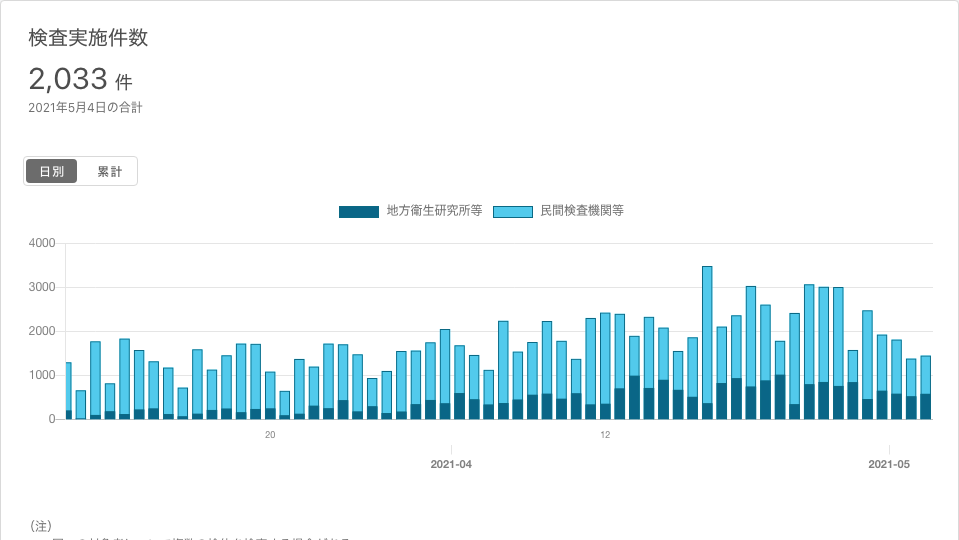 検査実施件数
2,033 件
2021年5月4日の合計
日別 累計
地方衛生研究所等 民間検査機関等
4000
3000
2000
1000
0
20 12
2021-04 2021-05
（注）